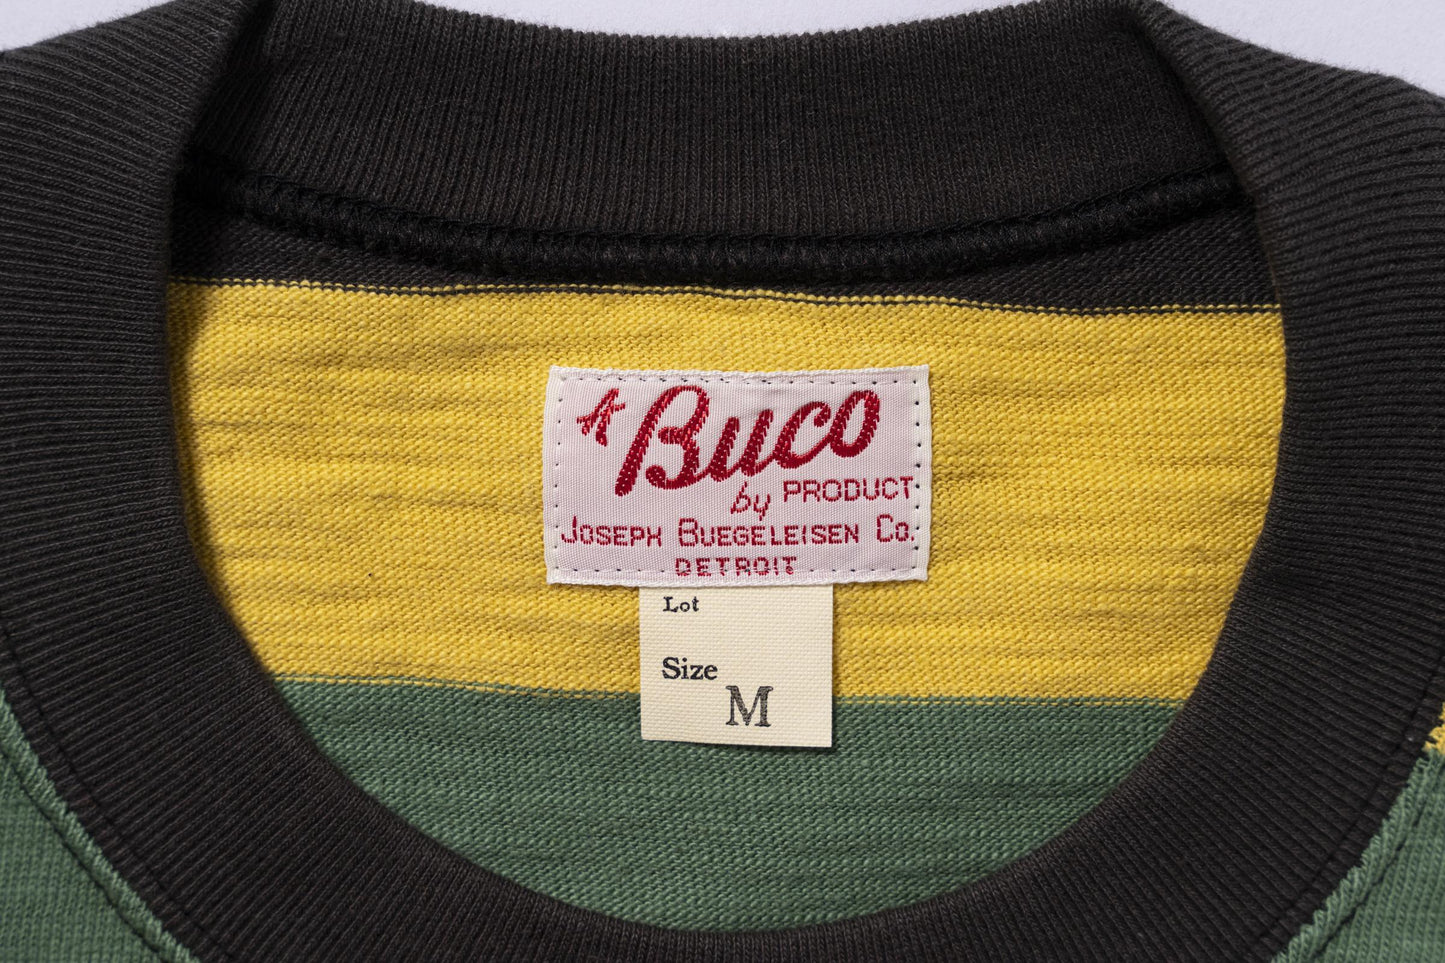 A Buco
by PRODUCT
JOSEPH BUEGELEISEN CO.
DETROIT
Lot
Size
M